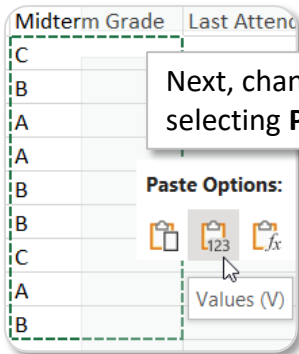 Midterm Grade Last Attend
C
B
A
A
B
B
C
A
B
Next, chan
selecting P
Paste Options:
123 fx
Values (V)